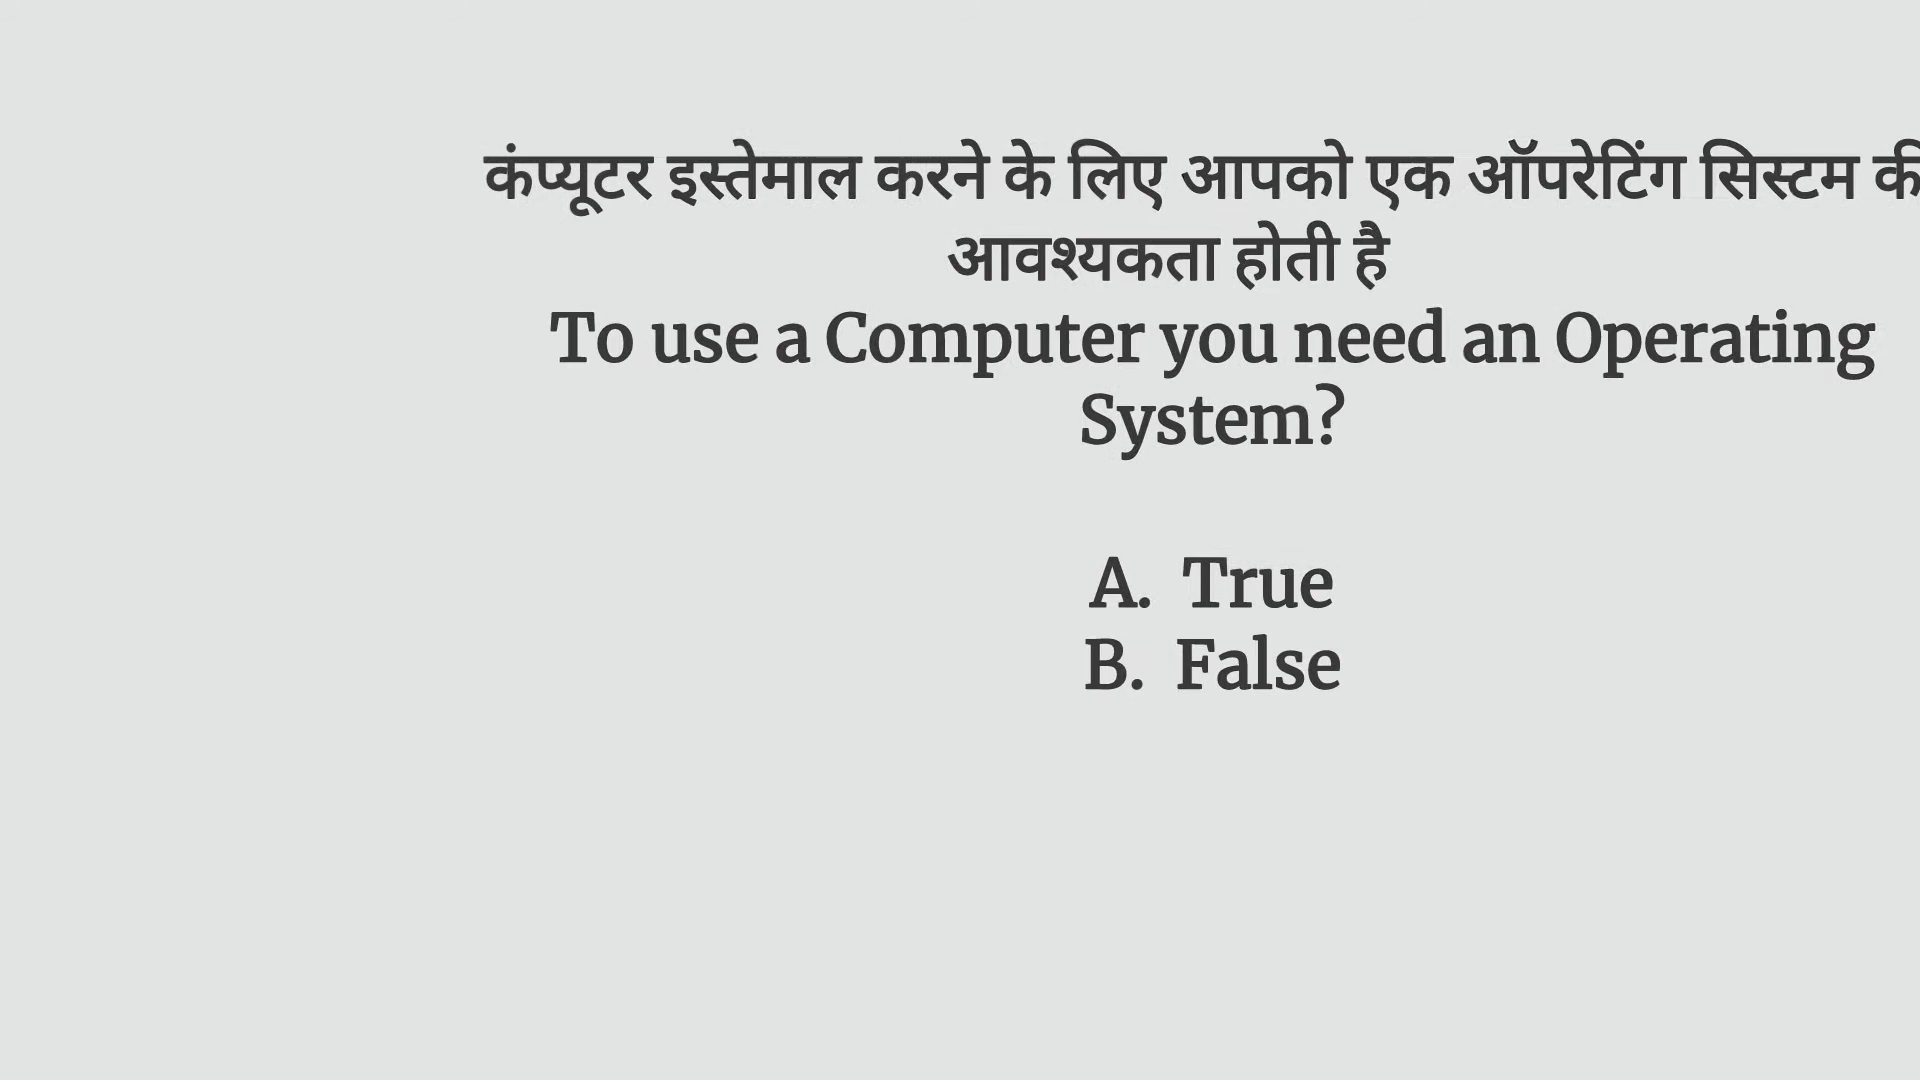 कंप्यूटर इस्तेमाल करने के लिए आपको एक ऑपरेटिंग सिस्टम की
आवश्यकता होती है
To use a Computer you need an Operating
System?
A. True
B. False